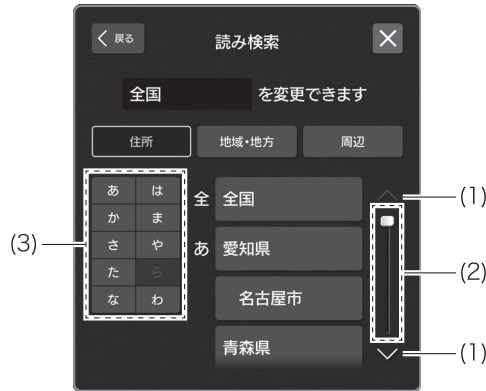 戻る
読み検索
全国 を変更できます
住所 地域・地方 周辺
あ は
か ま
さ や
た ら
な わ
全 全国
あ 愛知県
名古屋市
青森県
(1)
(2)
(1)
(3)